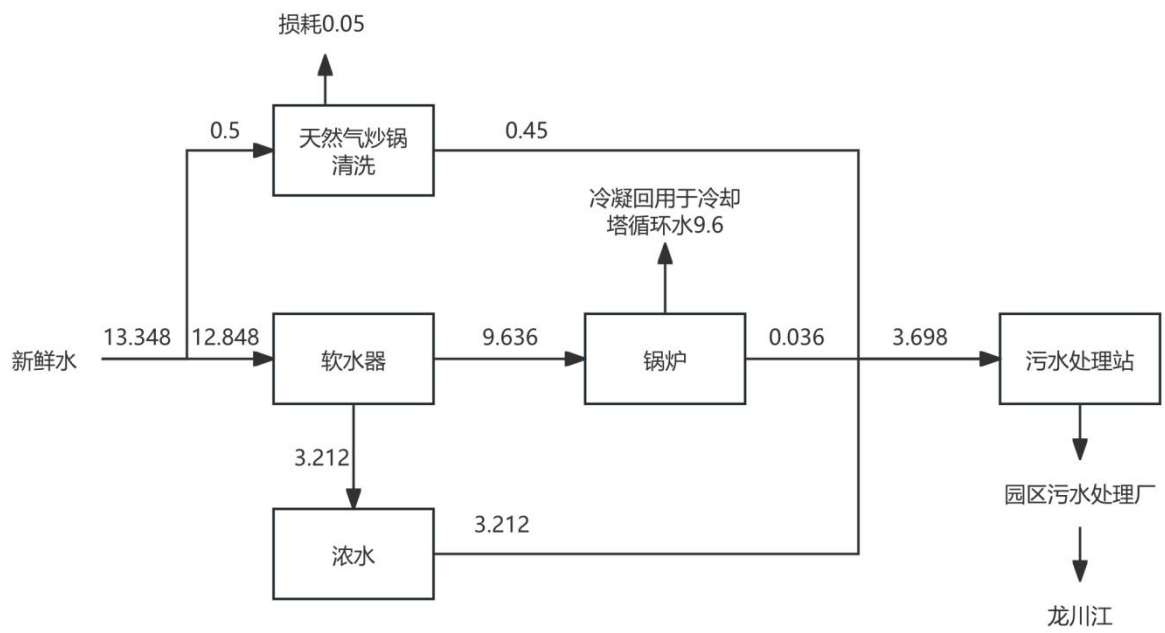 损耗0.05
0.5
天然气炒锅
清洗
0.45
冷凝回用于冷却
塔循环水9.6
新鲜水
13.348
12.848
软水器
9.636
锅炉
0.036
3.698
污水处理站
3.212
浓水
3.212
园区污水处理厂
龙川江